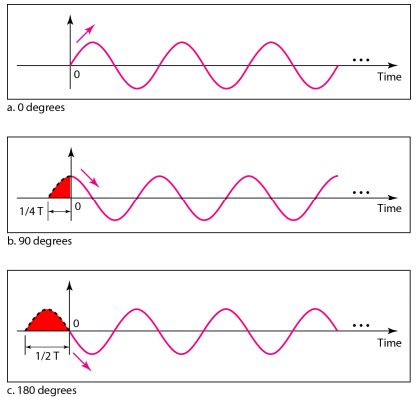 0
•••
Time
a. 0 degrees
•••
1/4 T
0
Time
b. 90 degrees
0
•••
Time
1/2 T
c. 180 degrees